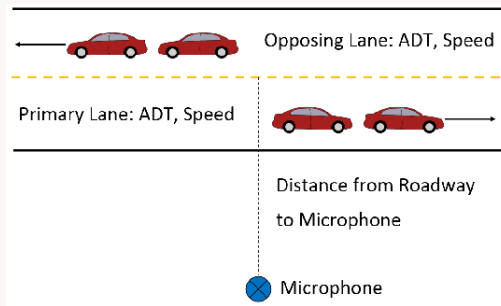 Opposing Lane: ADT, Speed
Primary Lane: ADT, Speed
Distance from Roadway
to Microphone
Microphone